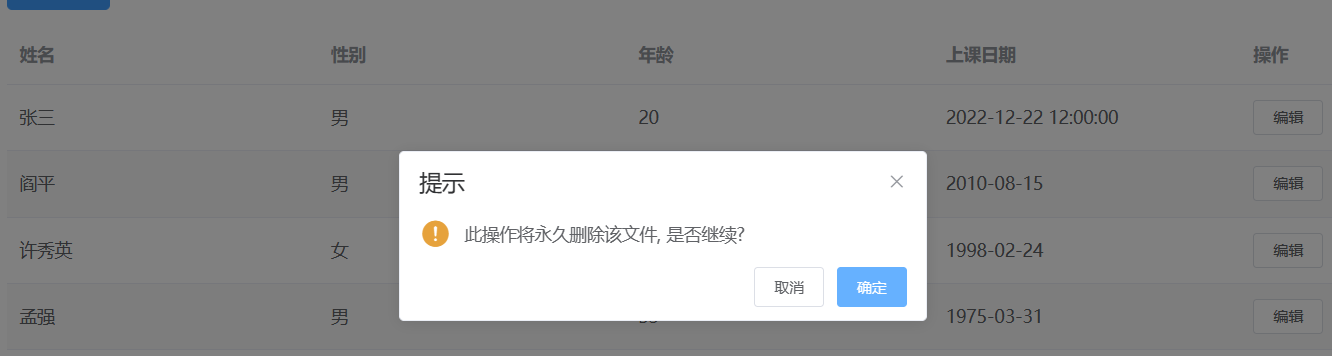 姓名 性别 年龄 上课日期 操作
张三 男 20 2022-12-22 12:00:00 编辑
阎平 男 2010-08-15 编辑
提示
许秀英 女 1998-02-24 编辑
此操作将永久删除该文件, 是否继续?
取消 确定
孟强 男 1975-03-31 编辑